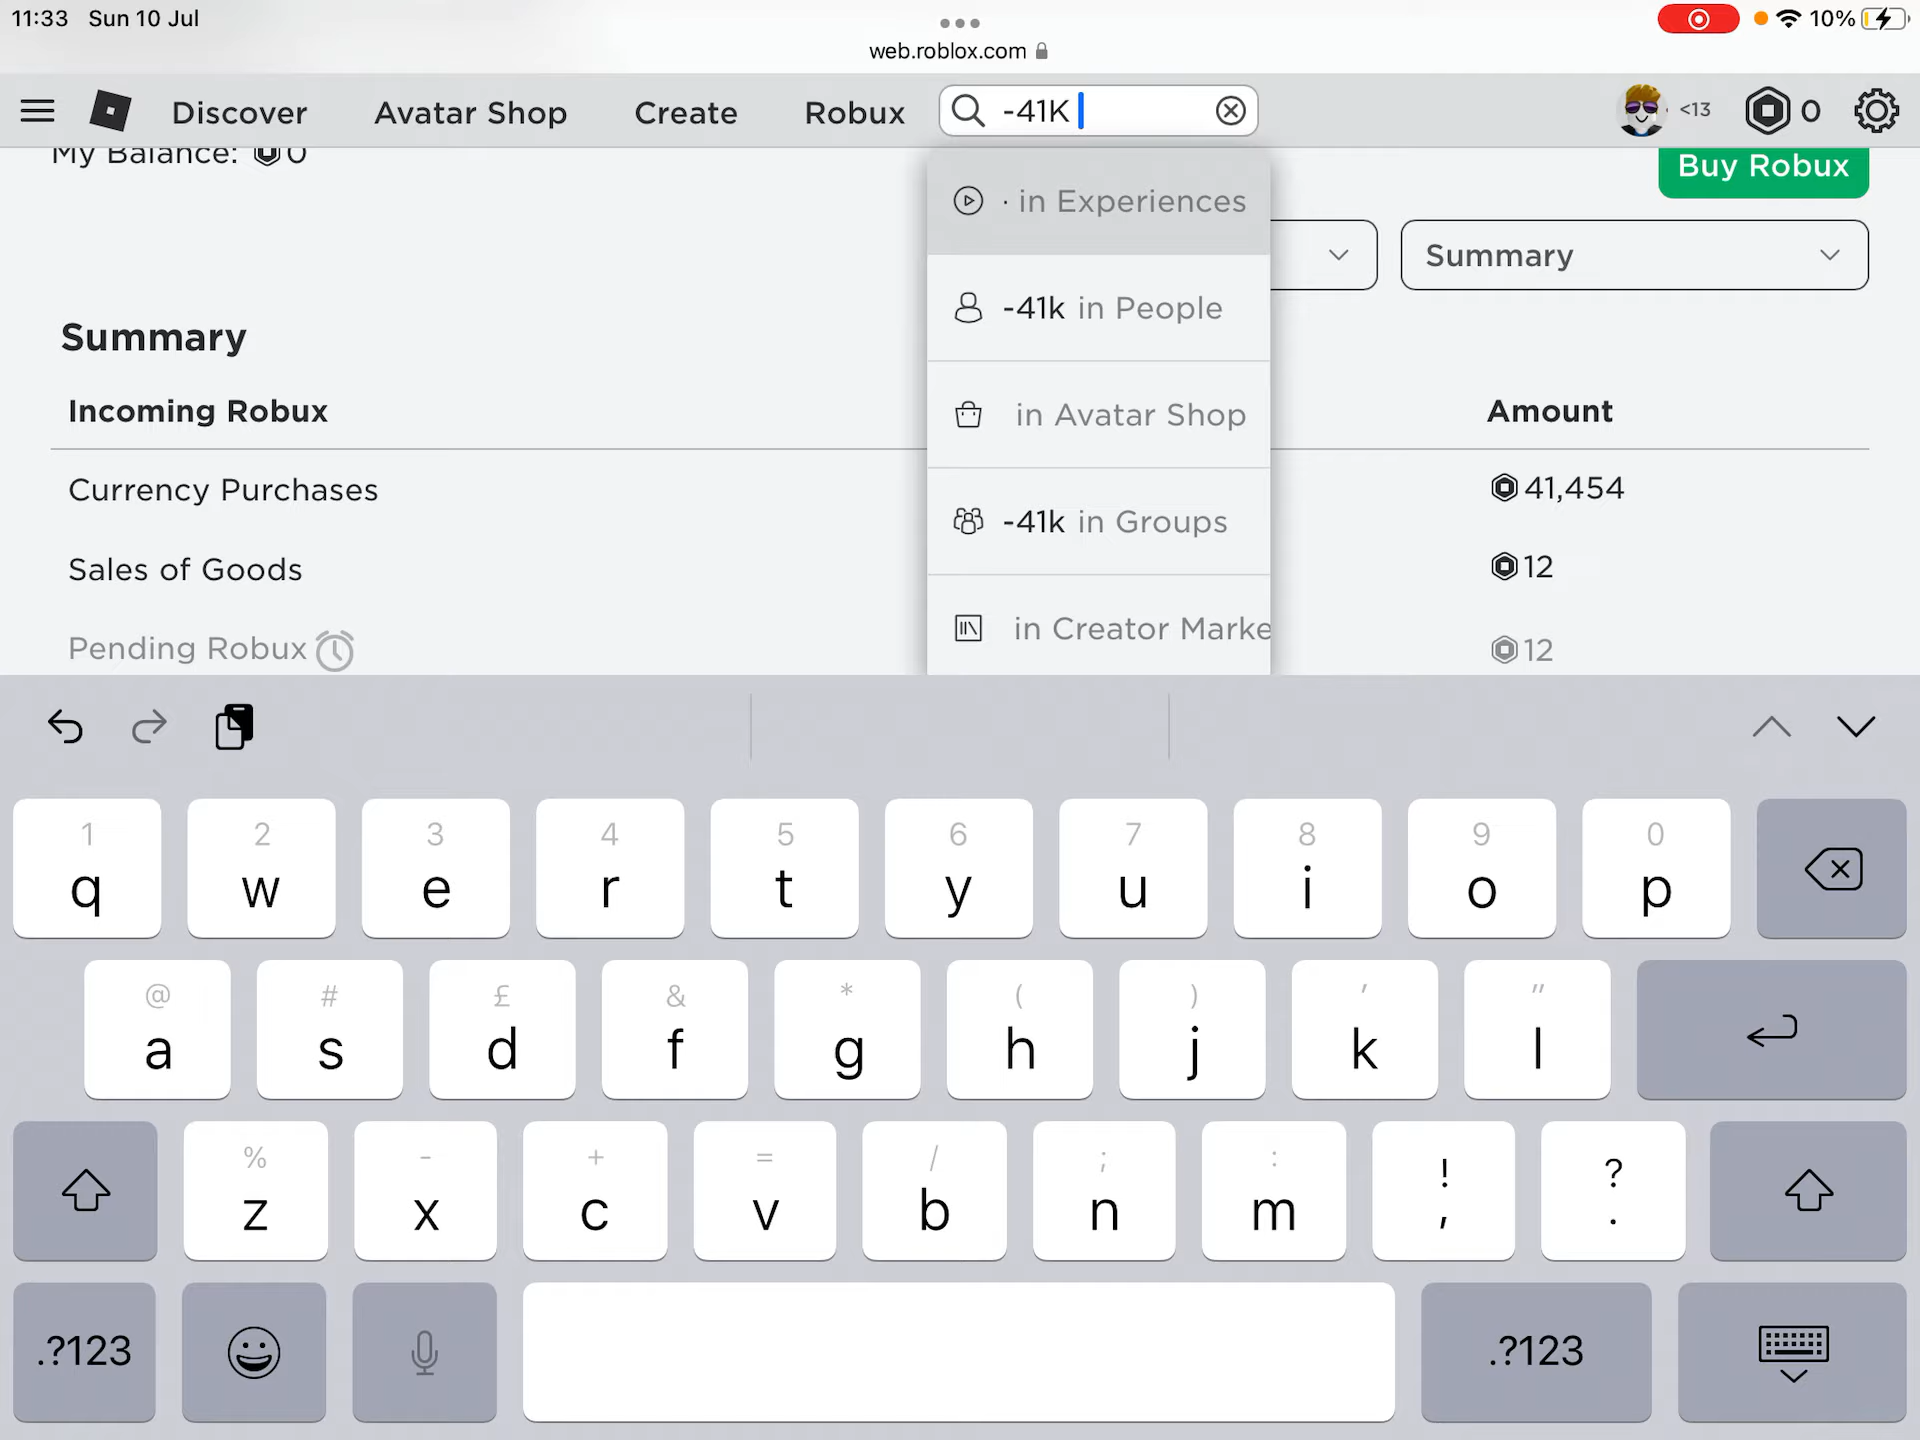 11:33 Sun 10 Jul
10%
web.roblox.com
Discover Avatar Shop Create Robux -41K <13 0
My Balance: 0
Buy Robux
· in Experiences
Summary
-41k in People
Summary
Incoming Robux Amount
in Avatar Shop
Currency Purchases 41,454
-41k in Groups
Sales of Goods 12
in Creator Marke
Pending Robux 12
1 2 3 4 5 6 7 8 9 0
q w e r t y u i o p
@ # £ & * ( ) ' "
a s d f g h j k l
% - + = / ; : ! ?
z x c v b n m , .
.?123 .?123